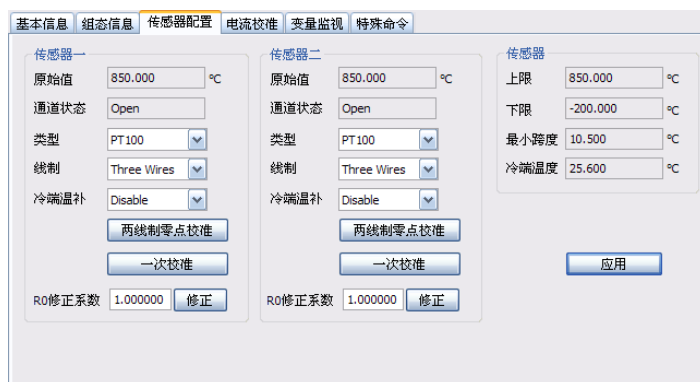 基本信息 组态信息 传感器配置 电流校准 变量监视 特殊命令
传感器一
原始值 850.000 ℃
通道状态 Open
类型 PT100
线制 Three Wires
冷端温补 Disable
两线制零点校准
一次校准
R0修正系数 1.000000 修正
传感器二
原始值 850.000 ℃
通道状态 Open
类型 PT100
线制 Three Wires
冷端温补 Disable
两线制零点校准
一次校准
R0修正系数 1.000000 修正
传感器
上限 850.000 ℃
下限 -200.000 ℃
最小跨度 10.500 ℃
冷端温度 25.600 ℃
应用